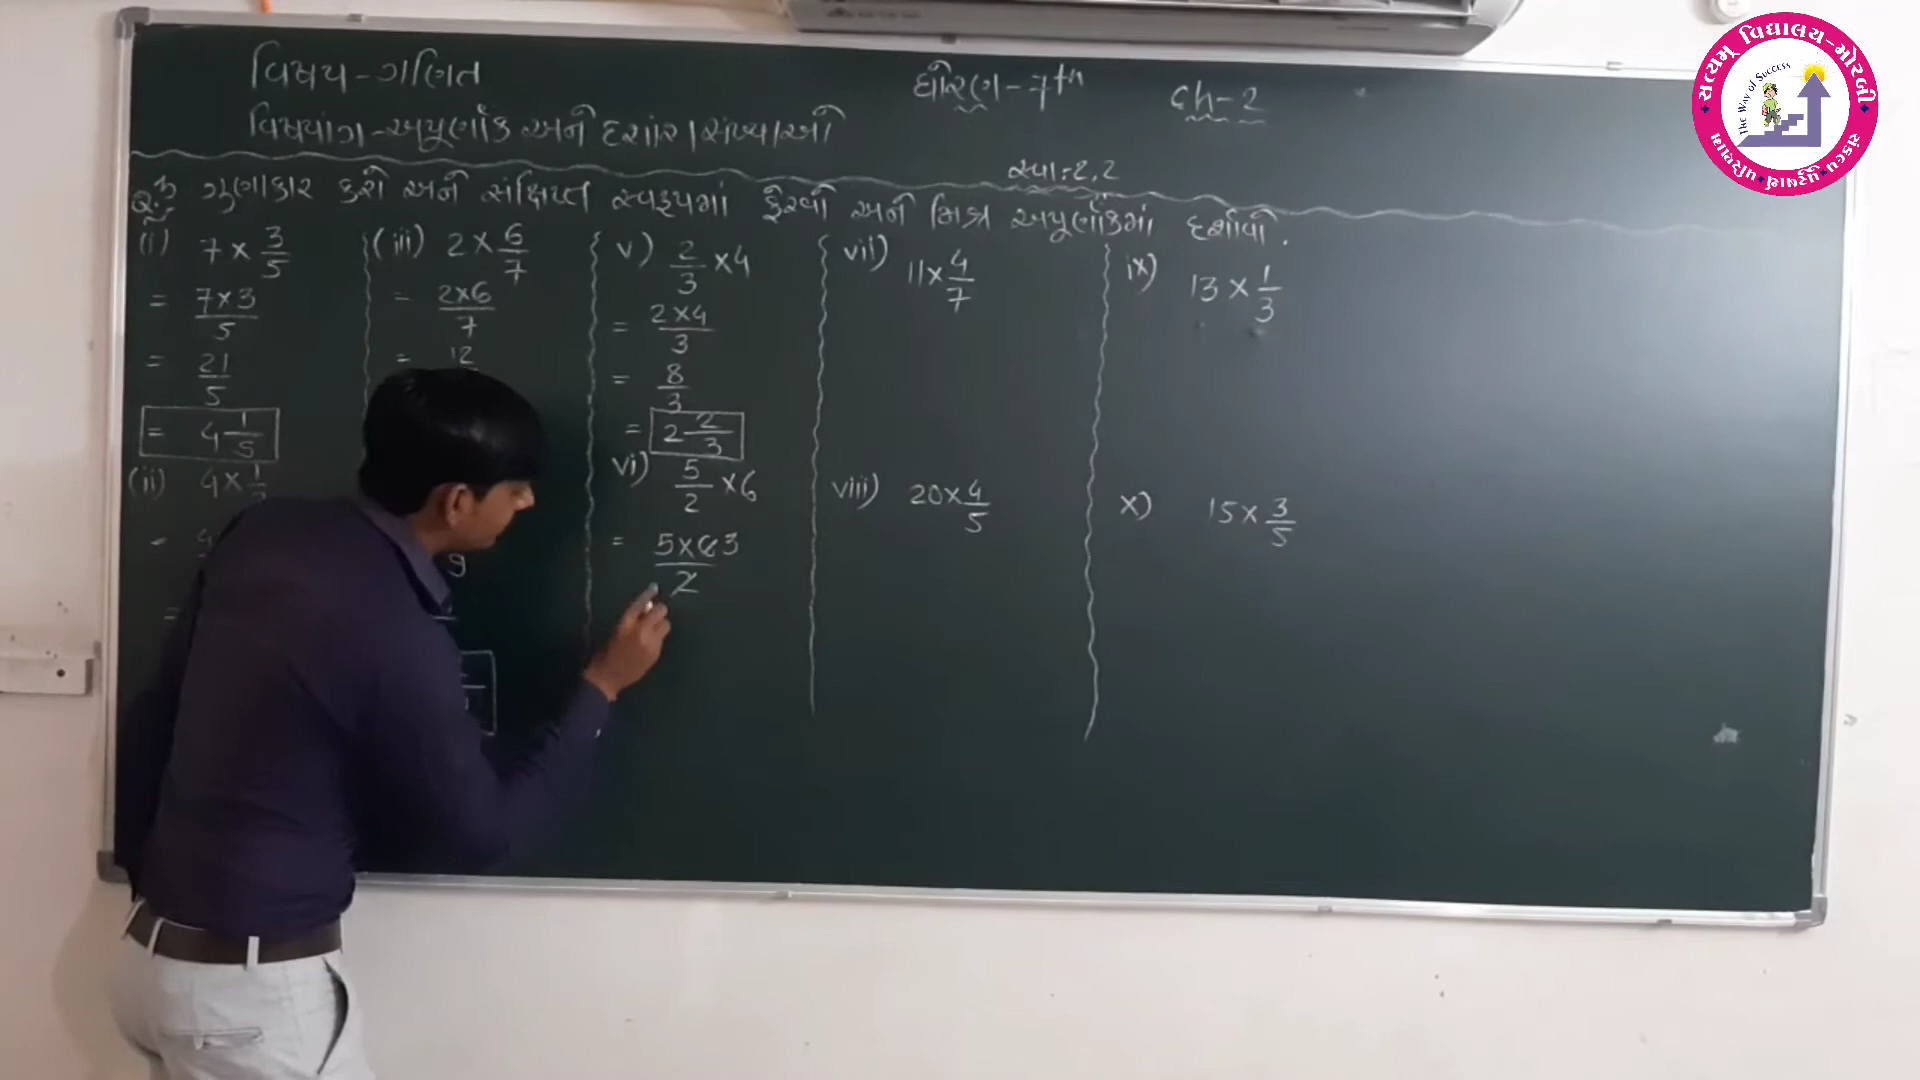 વિષય - ગણિત
ધોરણ - 7th
ch-2
વિષયાંગ - અપૂર્ણાંક અને દશાંશ સંખ્યાઓ
સ્વા: 2.2
Q.3 ગુણાકાર કરો અને સંક્ષિપ્ત સ્વરૂપમાં ફેરવો અને મિશ્ર અપૂર્ણાંકમાં દર્શાવો.
(i) 7 × 3/5
= 7×3/5
= 21/5
= 4 1/5
(ii) 4 × 1/
=
=
(iii) 2 × 6/7
= 2×6/7
= 12
9
v) 2/3 × 4
= 2×4/3
= 8/3
= 2 2/3
vi) 5/2 × 6
= 5×6 3/2
vii) 11 × 4/7
viii) 20 × 4/5
ix) 13 × 1/3
x) 15 × 3/5
સત્યમ્ વિદ્યાલય - મોરબી
The Way of Success
સંકલ્પ પુરુષાર્થ પરિણામ